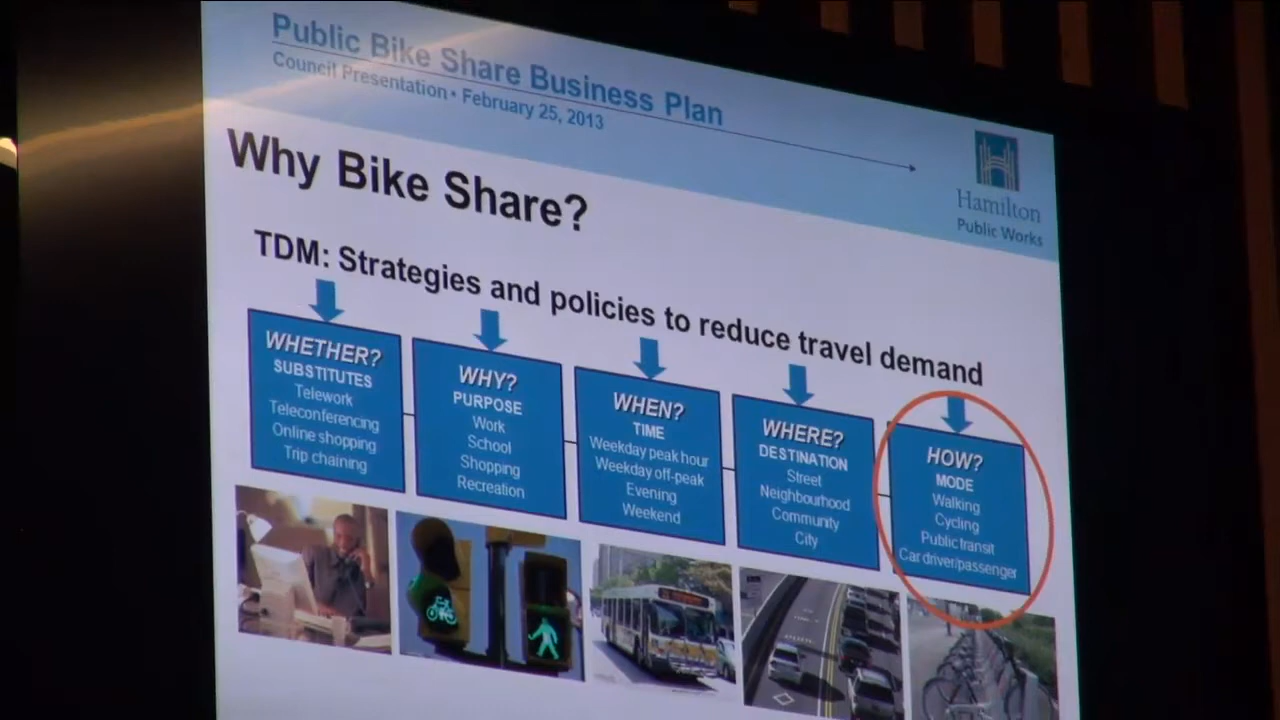 Public Bike Share Business Plan
Council Presentation • February 25, 2013
Hamilton
Public Works
Why Bike Share?
TDM: Strategies and policies to reduce travel demand
WHETHER?
SUBSTITUTES
Telework
Teleconferencing
Online shopping
Trip chaining
WHY?
PURPOSE
Work
School
Shopping
Recreation
WHEN?
TIME
Weekday peak hour
Weekday off-peak
Evening
Weekend
WHERE?
DESTINATION
Street
Neighbourhood
Community
City
HOW?
MODE
Walking
Cycling
Public transit
Car driver/passenger